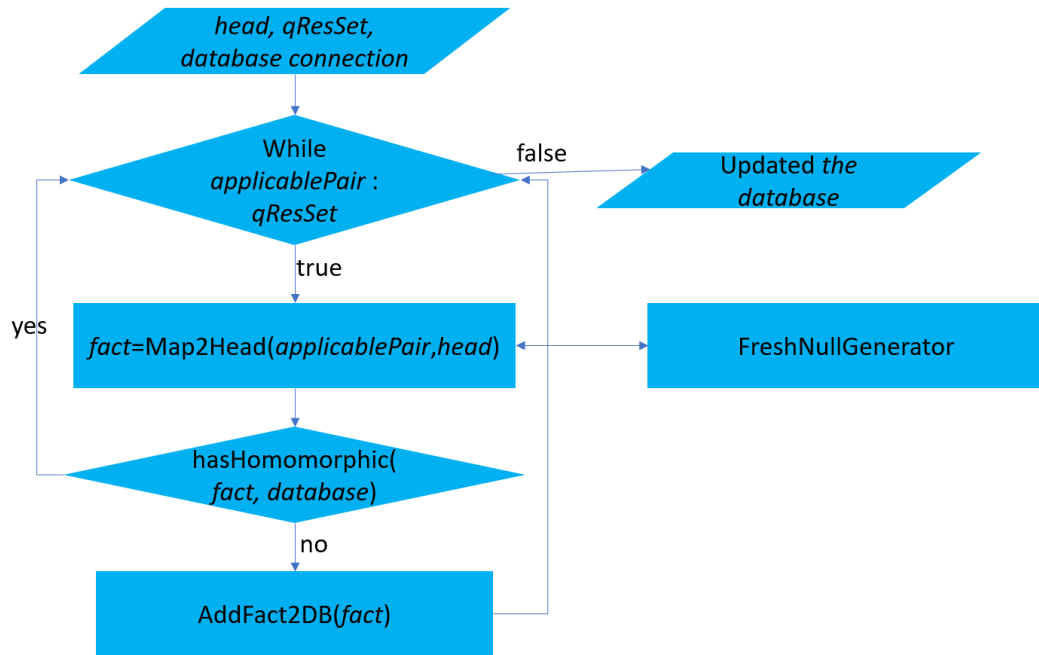 head, qResSet,
database connection
While
applicablePair :
qResSet
false
Updated the
database
true
yes
fact=Map2Head(applicablePair,head)
FreshNullGenerator
hasHomomorphic(
fact, database)
no
AddFact2DB(fact)